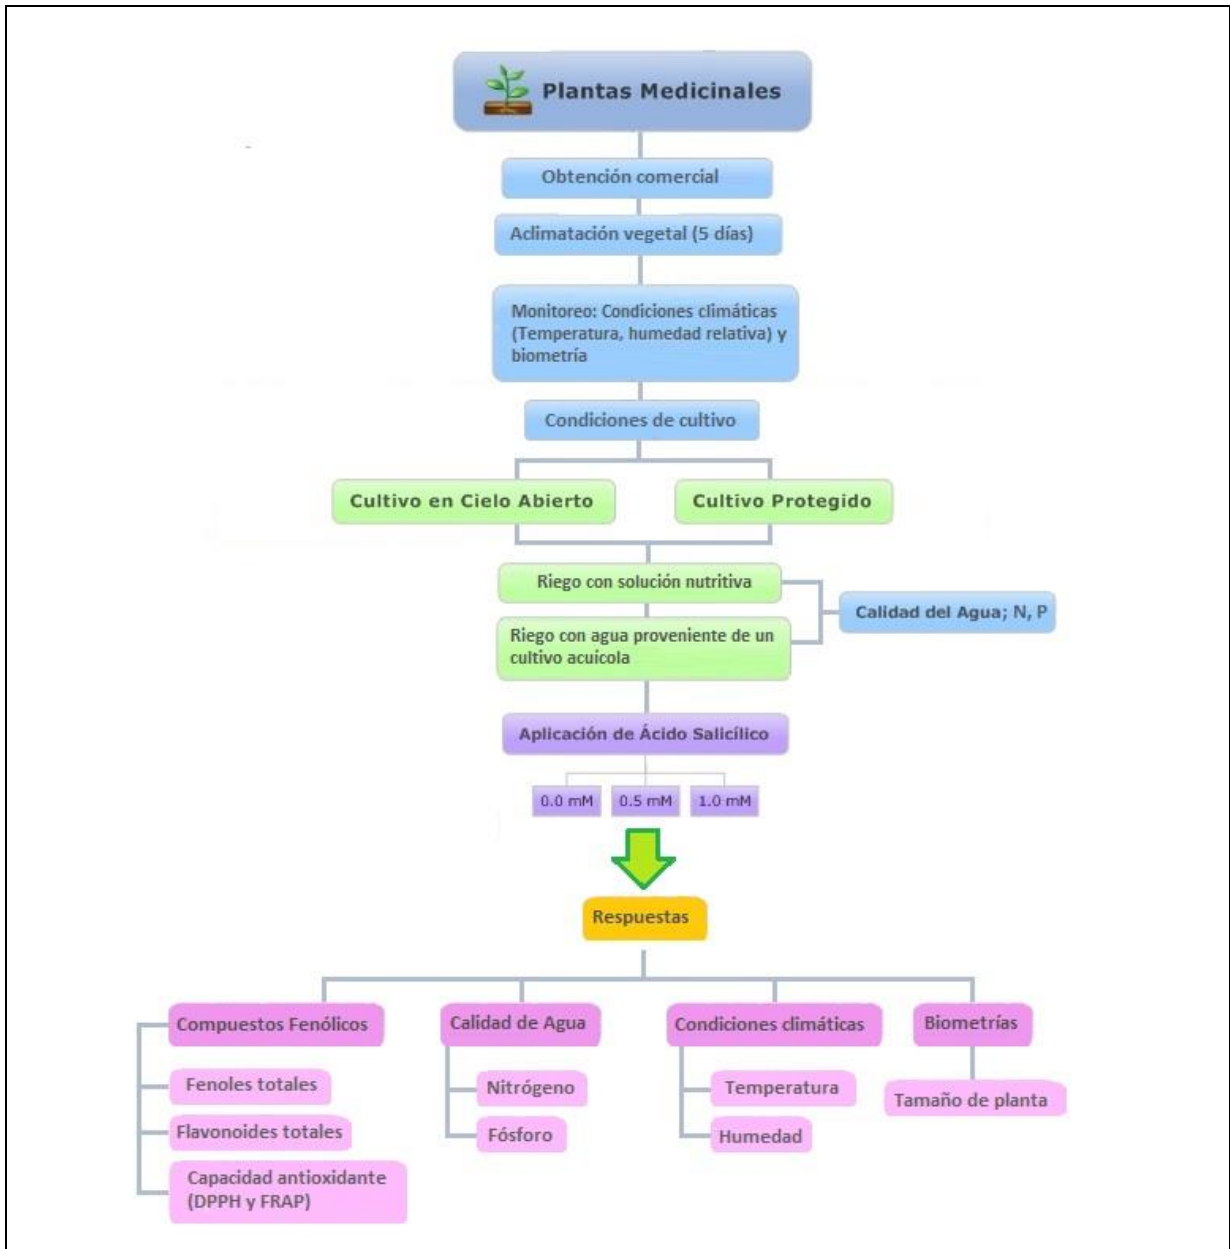 Plantas Medicinales
Obtención comercial
Aclimatación vegetal (5 días)
Monitoreo: Condiciones climáticas
(Temperatura, humedad relativa) y
biometría
Condiciones de cultivo
Cultivo en Cielo Abierto
Cultivo Protegido
Riego con solución nutritiva
Calidad del Agua; N, P
Riego con agua proveniente de un
cultivo acuícola
Aplicación de Ácido Salicílico
0.0 mM
0.5 mM
1.0 mM
Respuestas
Compuestos Fenólicos
Fenoles totales
Flavonoides totales
Capacidad antioxidante
(DPPH y FRAP)
Calidad de Agua
Nitrógeno
Fósforo
Condiciones climáticas
Temperatura
Humedad
Biometrías
Tamaño de planta